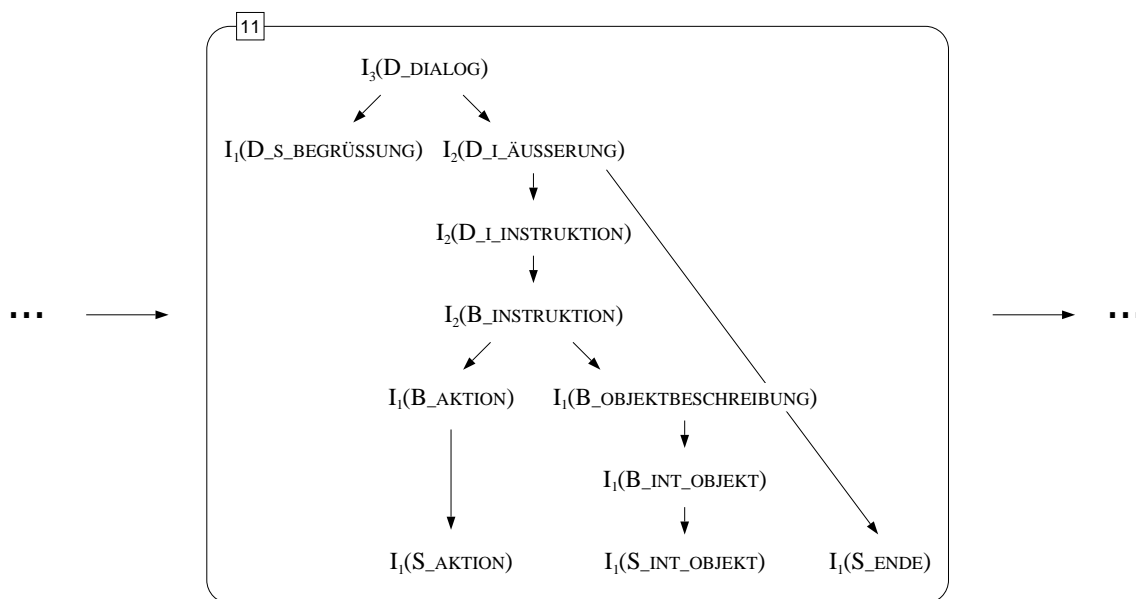 11
I₃(D_DIALOG)
I₁(D_S_BEGRÜSSUNG) I₂(D_I_ÄUSSERUNG)
I₂(D_I_INSTRUKTION)
I₂(B_INSTRUKTION)
... ...
I₁(B_AKTION) I₁(B_OBJEKTBESCHREIBUNG)
I₁(B_INT_OBJEKT)
I₁(S_AKTION) I₁(S_INT_OBJEKT) I₁(S_ENDE)